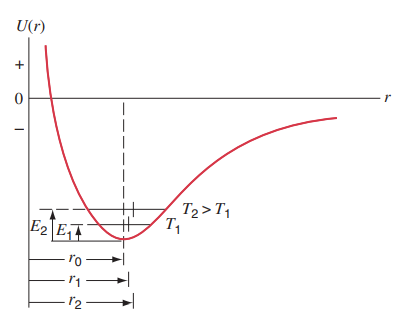 U(r)
+
0
r
–
T₂ > T₁
E₂
E₁
T₁
r₀
r₁
r₂